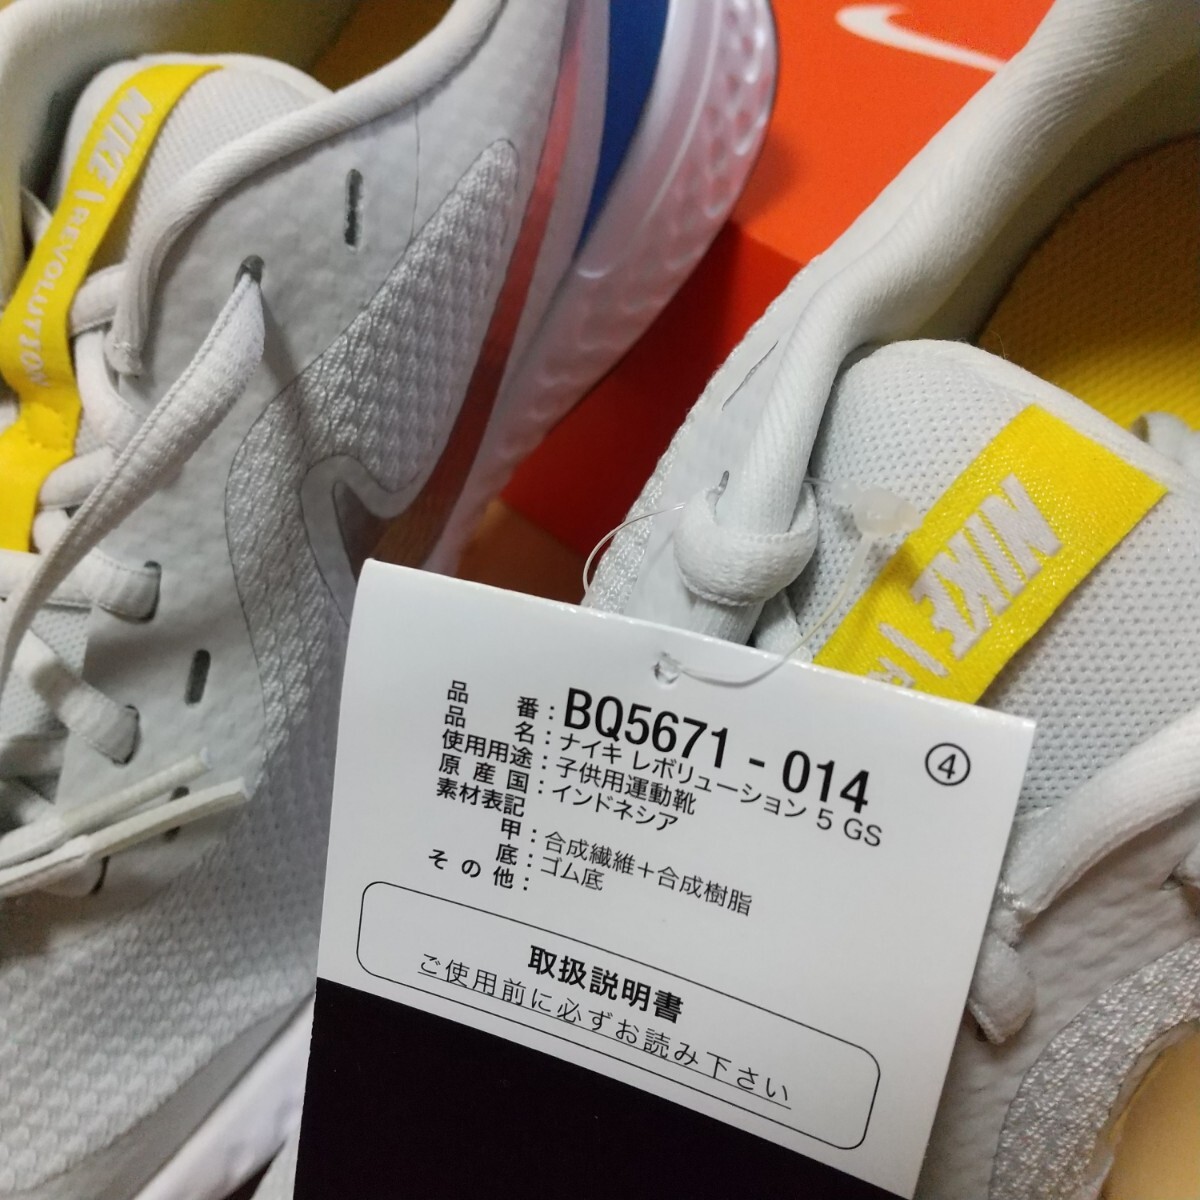 NIKE | REVOLUTION
NIKE | R
品番：BQ5671 - 014
④
品名：ナイキ レボリューション 5 GS
使用用途：子供用運動靴
原産国：インドネシア
素材表記
甲：合成繊維＋合成樹脂
底：ゴム底
その他：
取扱説明書
ご使用前に必ずお読み下さい